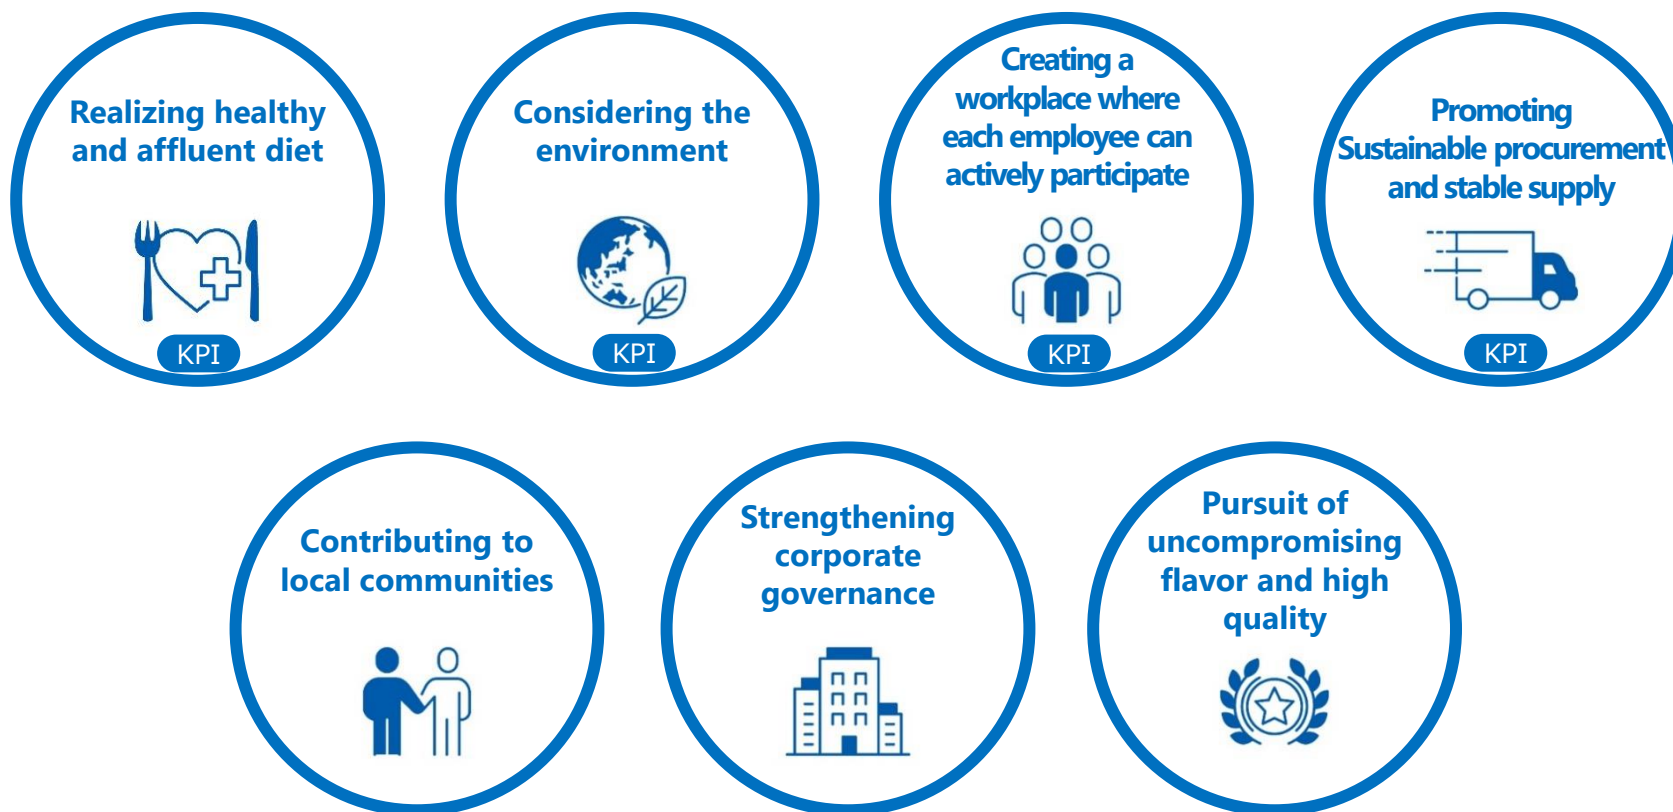 Realizing healthy
and affluent diet
KPI
Considering the
environment
KPI
Creating a
workplace where
each employee can
actively participate
KPI
Promoting
Sustainable procurement
and stable supply
KPI
Contributing to
local communities
Strengthening
corporate
governance
Pursuit of
uncompromising
flavor and high
quality